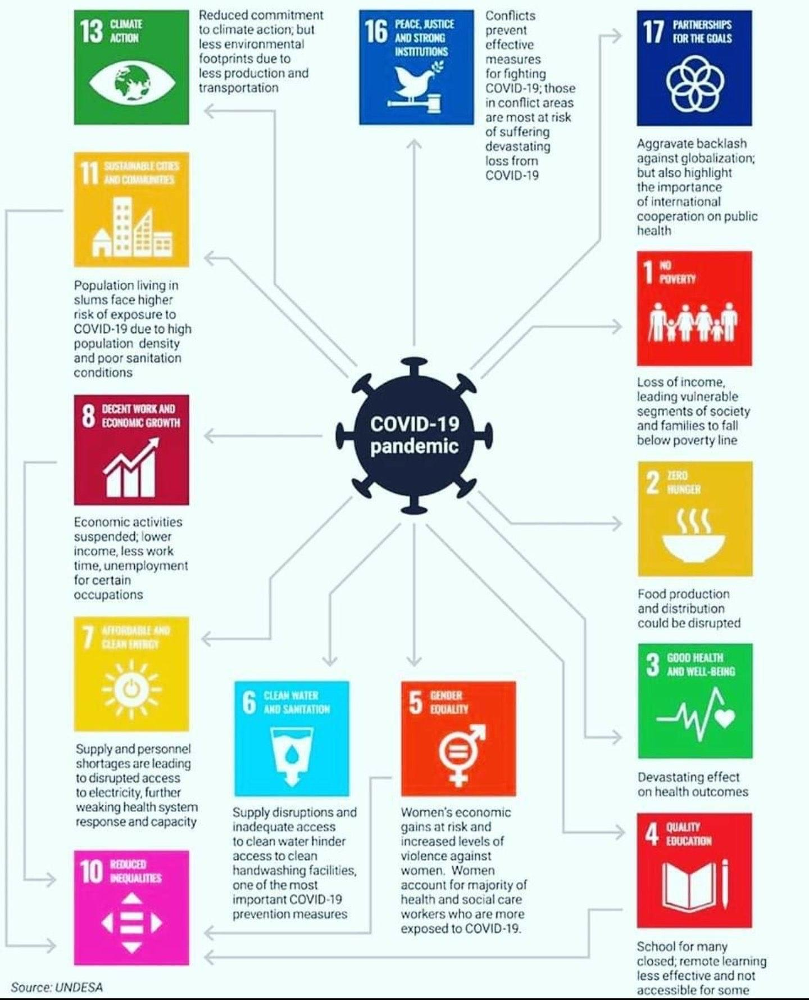 13 CLIMATE
ACTION
Reduced commitment
to climate action; but
less environmental
footprints due to
less production and
transportation
16 PEACE, JUSTICE
AND STRONG
INSTITUTIONS
Conflicts
prevent
effective
measures
for fighting
COVID-19; those
in conflict areas
are most at risk
of suffering
devastating
loss from
COVID-19
17 PARTNERSHIPS
FOR THE GOALS
Aggravate backlash
against globalization;
but also highlight
the importance
of international
cooperation on public
health
11 SUSTAINABLE CITIES
AND COMMUNITIES
Population living in
slums face higher
risk of exposure to
COVID-19 due to high
population density
and poor sanitation
conditions
1 NO
POVERTY
Loss of income,
leading vulnerable
segments of society
and families to fall
below poverty line
COVID-19
pandemic
8 DECENT WORK AND
ECONOMIC GROWTH
Economic activities
suspended; lower
income, less work
time, unemployment
for certain
occupations
2 ZERO
HUNGER
Food production
and distribution
could be disrupted
7 AFFORDABLE AND
CLEAN ENERGY
Supply and personnel
shortages are leading
to disrupted access
to electricity, further
weaking health system
response and capacity
3 GOOD HEALTH
AND WELL-BEING
Devastating effect
on health outcomes
6 CLEAN WATER
AND SANITATION
Supply disruptions and
inadequate access
to clean water hinder
access to clean
handwashing facilities,
one of the most
important COVID-19
prevention measures
5 GENDER
EQUALITY
Women's economic
gains at risk and
increased levels of
violence against
women. Women
account for majority of
health and social care
workers who are more
exposed to COVID-19.
4 QUALITY
EDUCATION
School for many
closed; remote learning
less effective and not
accessible for some
10 REDUCED
INEQUALITIES
Source: UNDESA